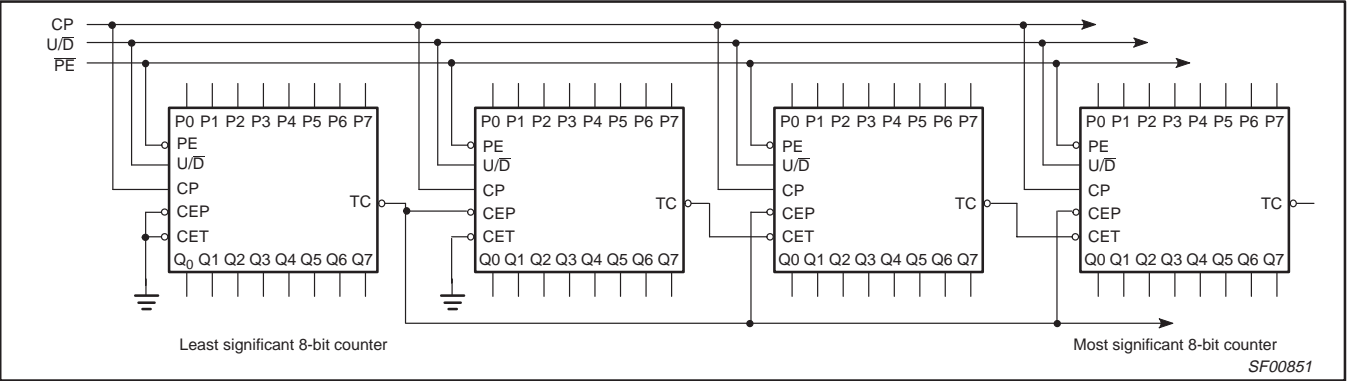 CP
U/D̅
P̅E̅
P0 P1 P2 P3 P4 P5 P6 P7
PE
U/D̅
CP
TC
CEP
CET
Q0 Q1 Q2 Q3 Q4 Q5 Q6 Q7
P0 P1 P2 P3 P4 P5 P6 P7
PE
U/D̅
CP
TC
CEP
CET
Q0 Q1 Q2 Q3 Q4 Q5 Q6 Q7
P0 P1 P2 P3 P4 P5 P6 P7
PE
U/D̅
CP
TC
CEP
CET
Q0 Q1 Q2 Q3 Q4 Q5 Q6 Q7
P0 P1 P2 P3 P4 P5 P6 P7
PE
U/D̅
CP
TC
CEP
CET
Q0 Q1 Q2 Q3 Q4 Q5 Q6 Q7
Least significant 8-bit counter
Most significant 8-bit counter
SF00851